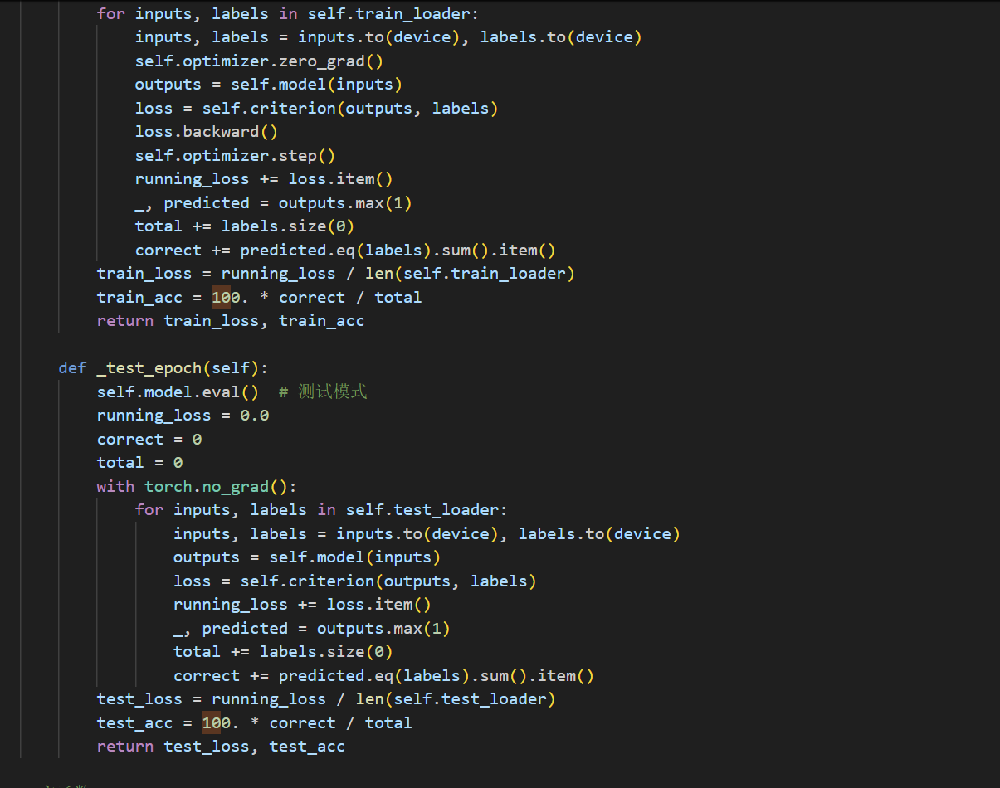 for inputs, labels in self.train_loader:
inputs, labels = inputs.to(device), labels.to(device)
self.optimizer.zero_grad()
outputs = self.model(inputs)
loss = self.criterion(outputs, labels)
loss.backward()
self.optimizer.step()
running_loss += loss.item()
_, predicted = outputs.max(1)
total += labels.size(0)
correct += predicted.eq(labels).sum().item()
train_loss = running_loss / len(self.train_loader)
train_acc = 100. * correct / total
return train_loss, train_acc
def _test_epoch(self):
self.model.eval()  # 测试模式
running_loss = 0.0
correct = 0
total = 0
with torch.no_grad():
for inputs, labels in self.test_loader:
inputs, labels = inputs.to(device), labels.to(device)
outputs = self.model(inputs)
loss = self.criterion(outputs, labels)
running_loss += loss.item()
_, predicted = outputs.max(1)
total += labels.size(0)
correct += predicted.eq(labels).sum().item()
test_loss = running_loss / len(self.test_loader)
test_acc = 100. * correct / total
return test_loss, test_acc